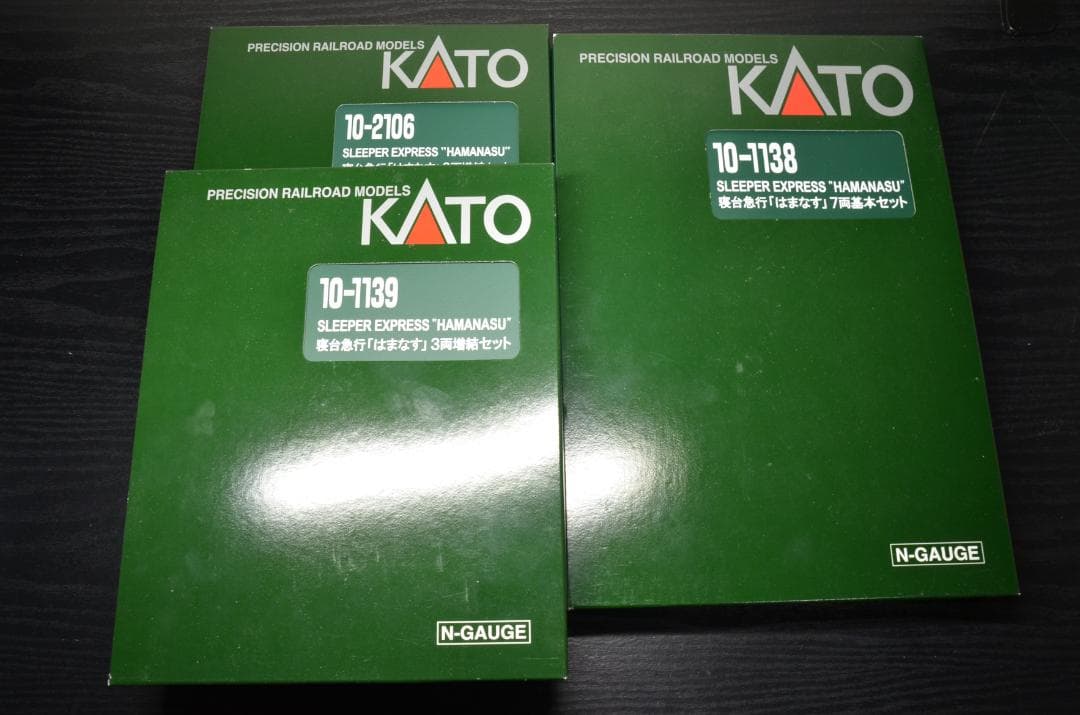 PRECISION RAILROAD MODELS
KATO
10-2106
SLEEPER EXPRESS "HAMANASU"
PRECISION RAILROAD MODELS
KATO
10-1139
SLEEPER EXPRESS "HAMANASU"
寝台急行「はまなす」3両増結セット
N-GAUGE
PRECISION RAILROAD MODELS
KATO
10-1138
SLEEPER EXPRESS "HAMANASU"
寝台急行「はまなす」7両基本セット
N-GAUGE